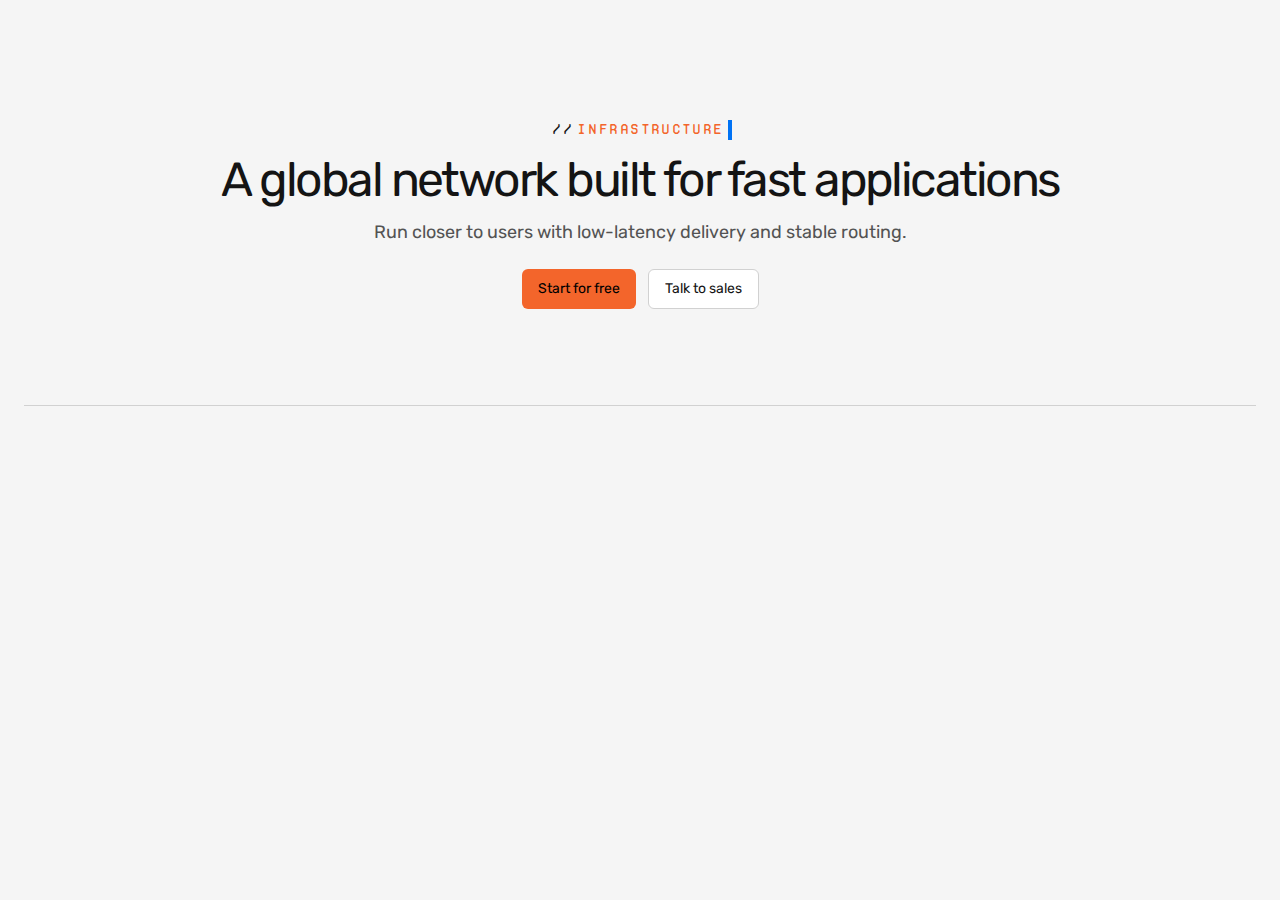 // INFRASTRUCTURE
A global network built for fast applications
Run closer to users with low-latency delivery and stable routing.
Start for free
Talk to sales